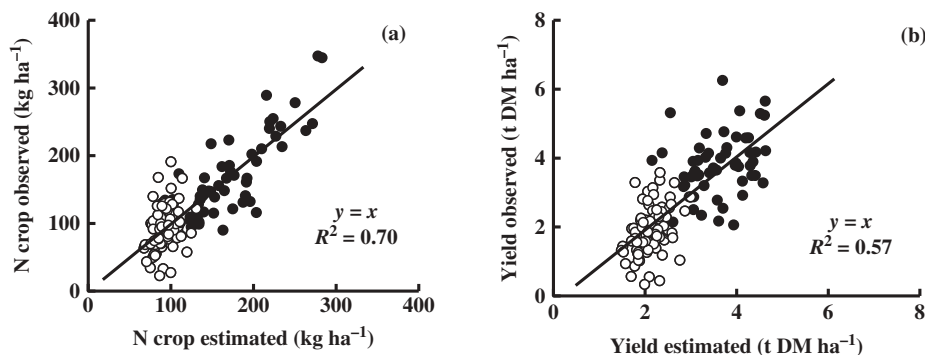 400
300
200
100
0
0
100
200
300
400
N crop observed (kg ha⁻¹)
N crop estimated (kg ha⁻¹)
(a)
y = x
R² = 0.70
8
6
4
2
0
0
2
4
6
8
Yield observed (t DM ha⁻¹)
Yield estimated (t DM ha⁻¹)
(b)
y = x
R² = 0.57